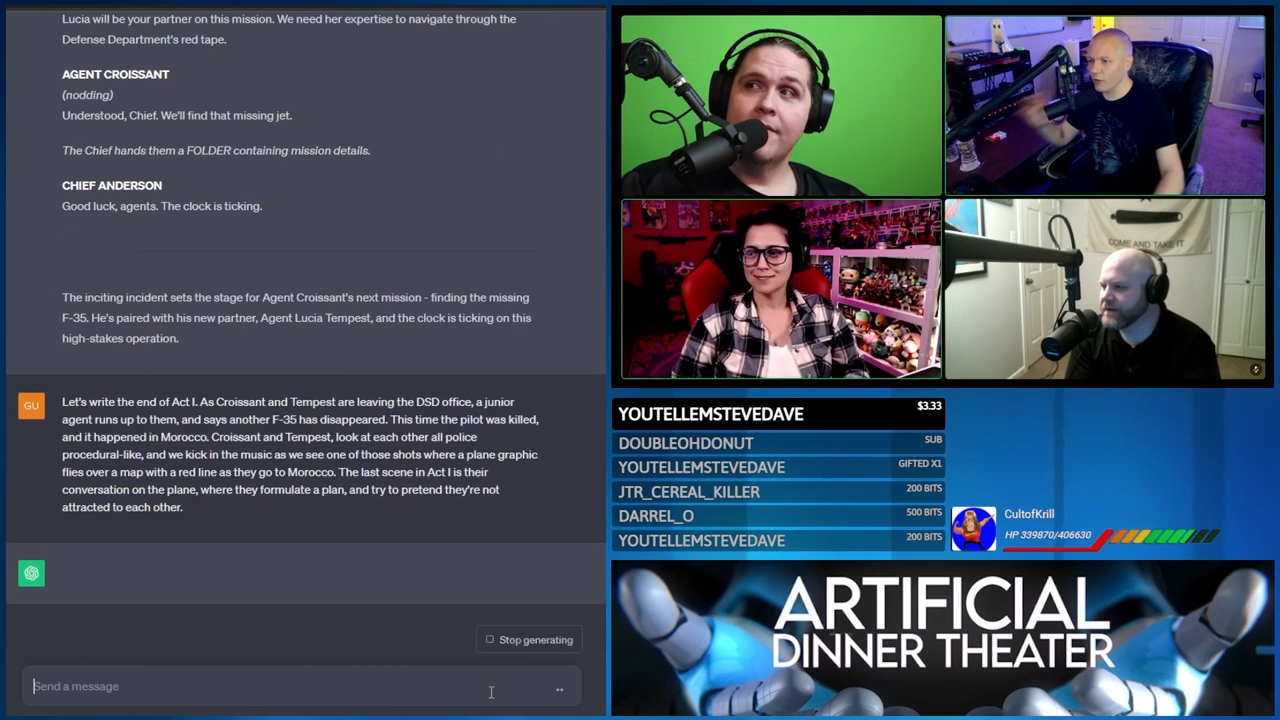 Lucia will be your partner on this mission. We need her expertise to navigate through the
Defense Department's red tape.
AGENT CROISSANT
(nodding)
Understood, Chief. We'll find that missing jet.
The Chief hands them a FOLDER containing mission details.
CHIEF ANDERSON
Good luck, agents. The clock is ticking.
The inciting incident sets the stage for Agent Croissant's next mission - finding the missing
F-35. He's paired with his new partner, Agent Lucia Tempest, and the clock is ticking on this
high-stakes operation.
GU
Let's write the end of Act I. As Croissant and Tempest are leaving the DSD office, a junior
agent runs up to them, and says another F-35 has disappeared. This time the pilot was killed,
and it happened in Morocco. Croissant and Tempest, look at each other all police
procedural-like, and we kick in the music as we see one of those shots where a plane graphic
flies over a map with a red line as they go to Morocco. The last scene in Act I is their
conversation on the plane, where they formulate a plan, and try to pretend they're not
attracted to each other.
Stop generating
Send a message
COME AND TAKE IT
YOUTELLEMSTEVEDAVE $3.33
DOUBLEOHDONUT SUB
YOUTELLEMSTEVEDAVE GIFTED X1
JTR_CEREAL_KILLER 200 BITS
DARREL_O 500 BITS
YOUTELLEMSTEVEDAVE 200 BITS
CultofKrill
HP 339870/406630
ARTIFICIAL
DINNER THEATER